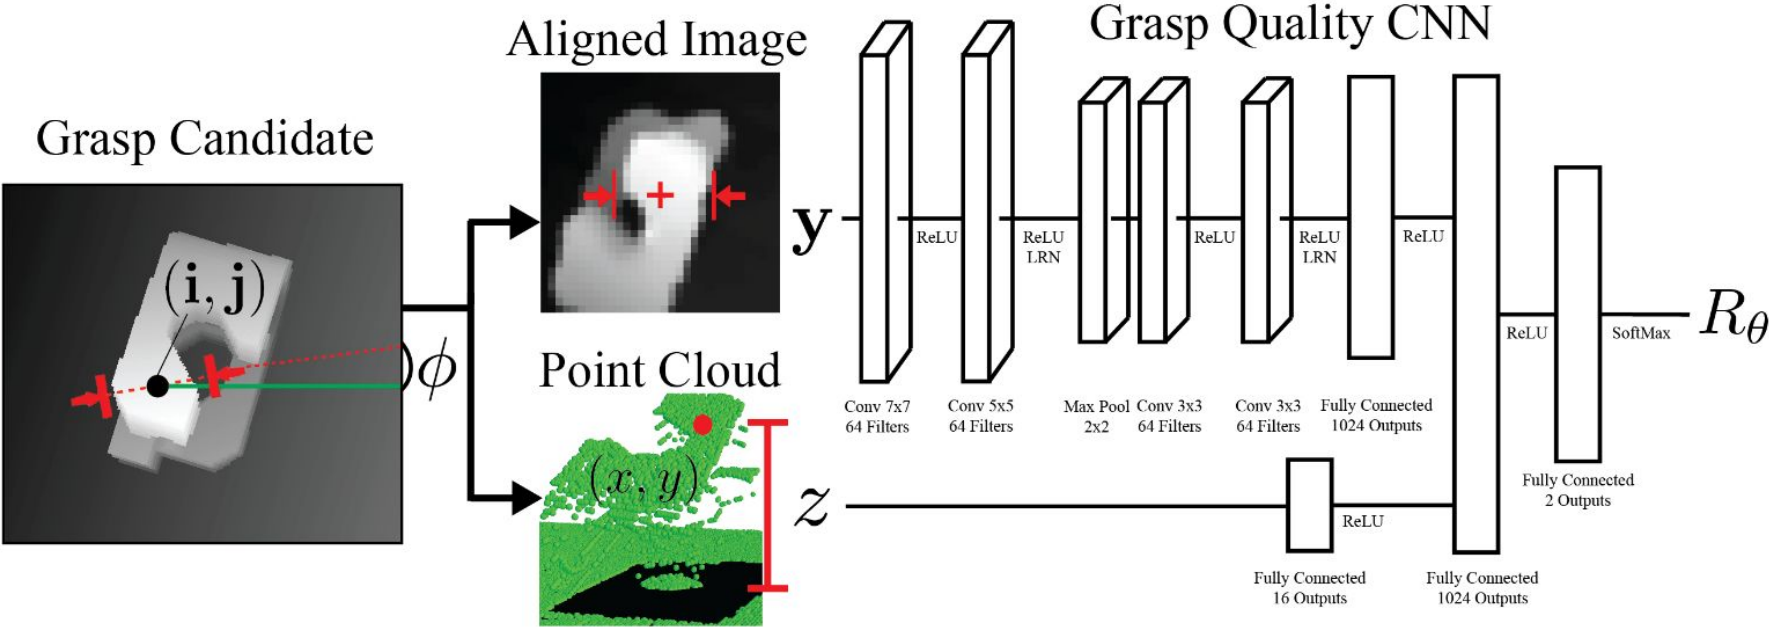 Grasp Candidate
(i, j)
ϕ
Aligned Image
Point Cloud
(x, y)
Grasp Quality CNN
y
ReLU
ReLU
LRN
ReLU
ReLU
LRN
ReLU
Conv 7x7
64 Filters
Conv 5x5
64 Filters
Max Pool
2x2
Conv 3x3
64 Filters
Conv 3x3
64 Filters
Fully Connected
1024 Outputs
z
ReLU
Fully Connected
16 Outputs
Fully Connected
1024 Outputs
ReLU
Fully Connected
2 Outputs
SoftMax
R_θ